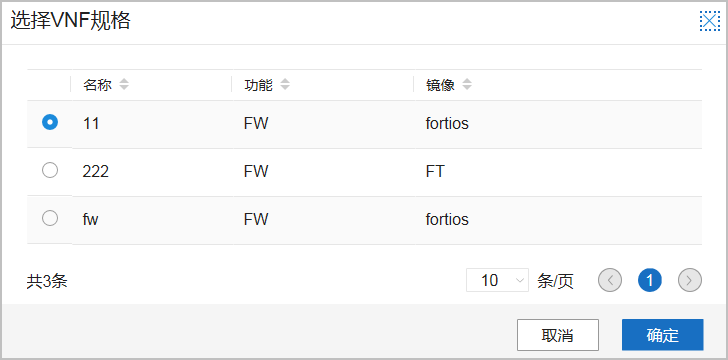 选择VNF规格
名称 功能 镜像
11 FW fortios
222 FW FT
fw FW fortios
共3条 10 条/页 1
取消 确定